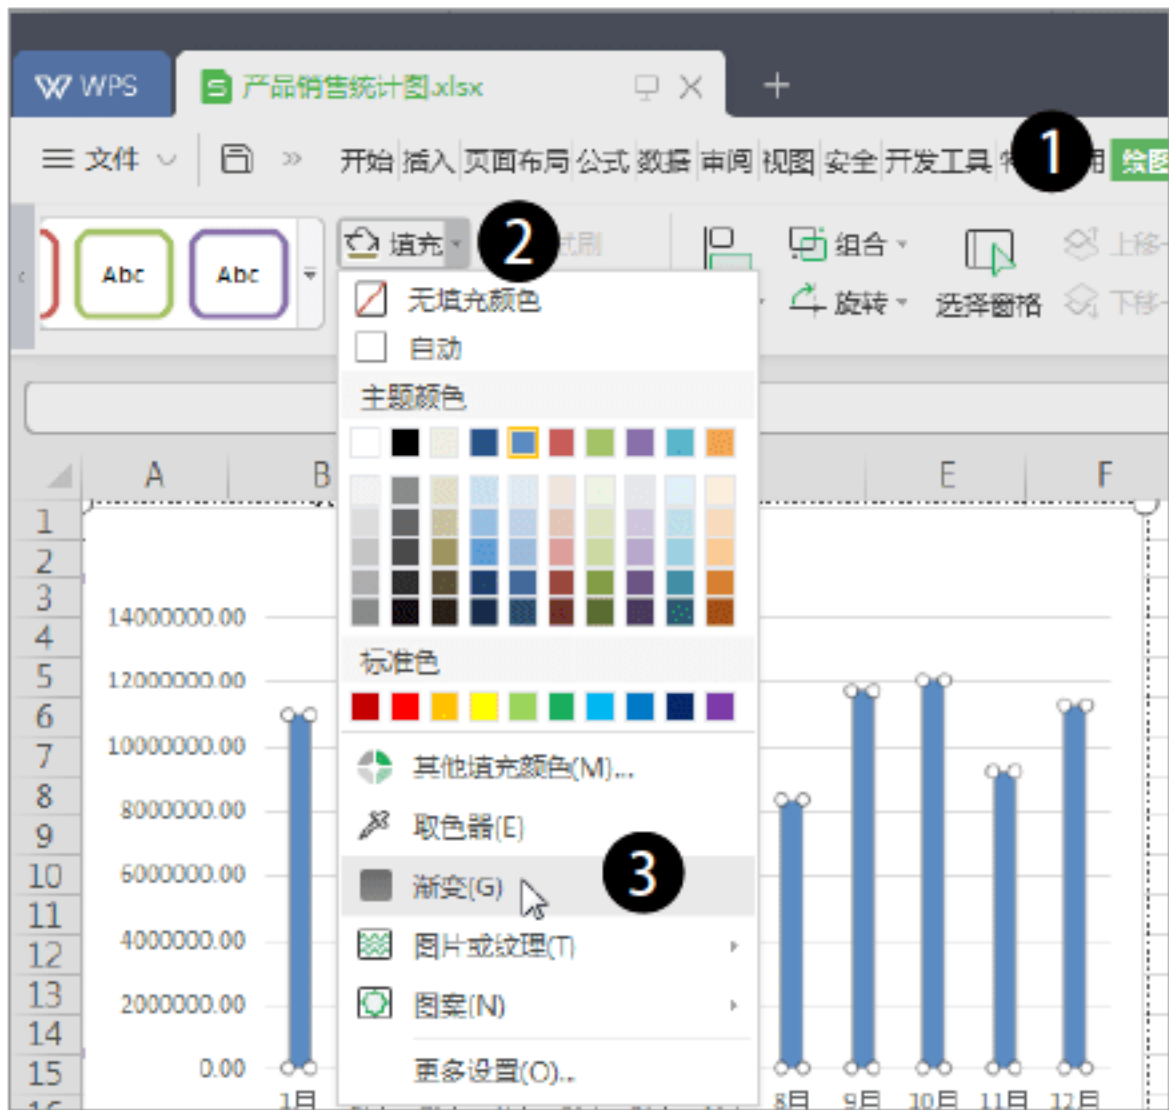 WPS 产品销售统计图.xlsx
文件 开始 插入 页面布局 公式 数据 审阅 视图 安全 开发工具 1 用 绘图
Abc Abc 填充 2 式刷 组合 上移
旋转 选择窗格 下移
无填充颜色
自动
主题颜色
A B E F
1
2
3
14000000.00
4
标准色
5
12000000.00
6
7
10000000.00
其他填充颜色(M)...
8
8000000.00
取色器(E)
9
10
6000000.00
渐变(G) 3
11
12
4000000.00
图片或纹理(T)
13
2000000.00
图案(N)
14
15
0.00
更多设置(O)...
1月 8月 9月 10月 11月 12月